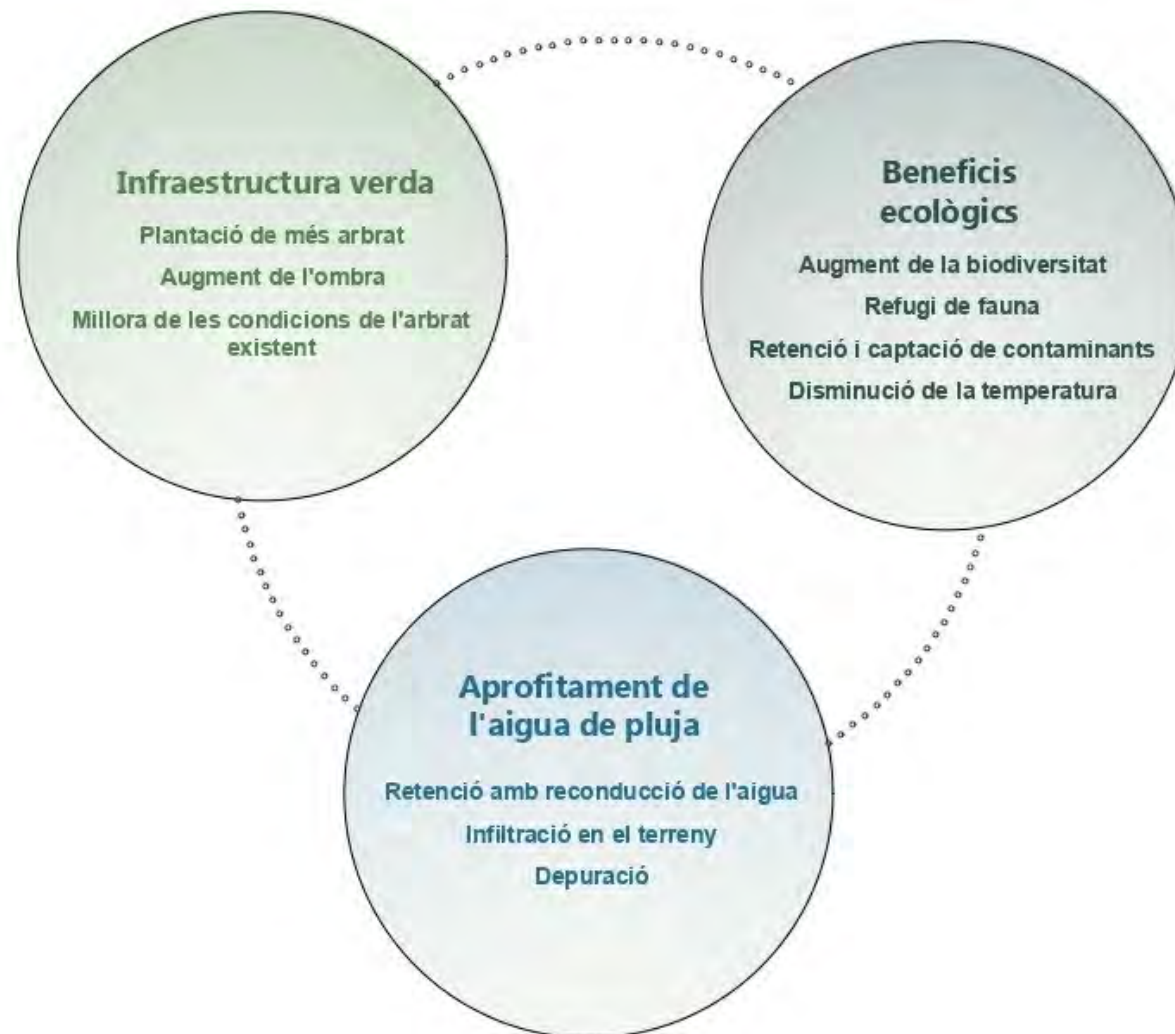 Infraestructura verda
Plantació de més arbrat
Augment de l'ombra
Millora de les condicions de l'arbrat
existent
Beneficis
ecològics
Augment de la biodiversitat
Refugi de fauna
Retenció i captació de contaminants
Disminució de la temperatura
Aprofitament de
l'aigua de pluja
Retenció amb reconducció de l'aigua
Infiltració en el terreny
Depuració